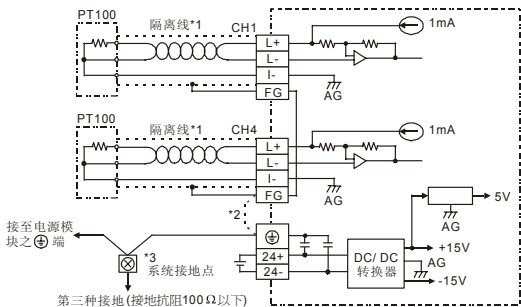 PT100
隔离线*1
CH1
L+
L-
I-
FG
1mA
AG
PT100
隔离线*1
CH4
L+
L-
I-
FG
1mA
AG
*2
接至电源模
块之⏚端
*3
系统接地点
第三种接地(接地抗阻100Ω以下)
24+
24-
DC/DC
转换器
5V
AG
+15V
AG
-15V